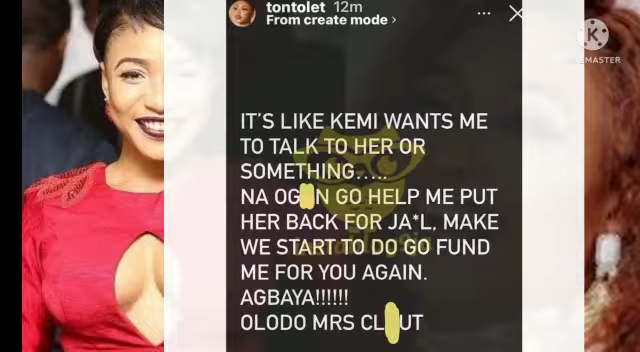 tontolet 12m
From create mode >
IT'S LIKE KEMI WANTS ME
TO TALK TO HER OR
SOMETHING.....
NA OG N GO HELP ME PUT
HER BACK FOR JA*L, MAKE
WE START TO DO GO FUND
ME FOR YOU AGAIN.
AGBAYA!!!!!!
OLODO MRS CL UT
K